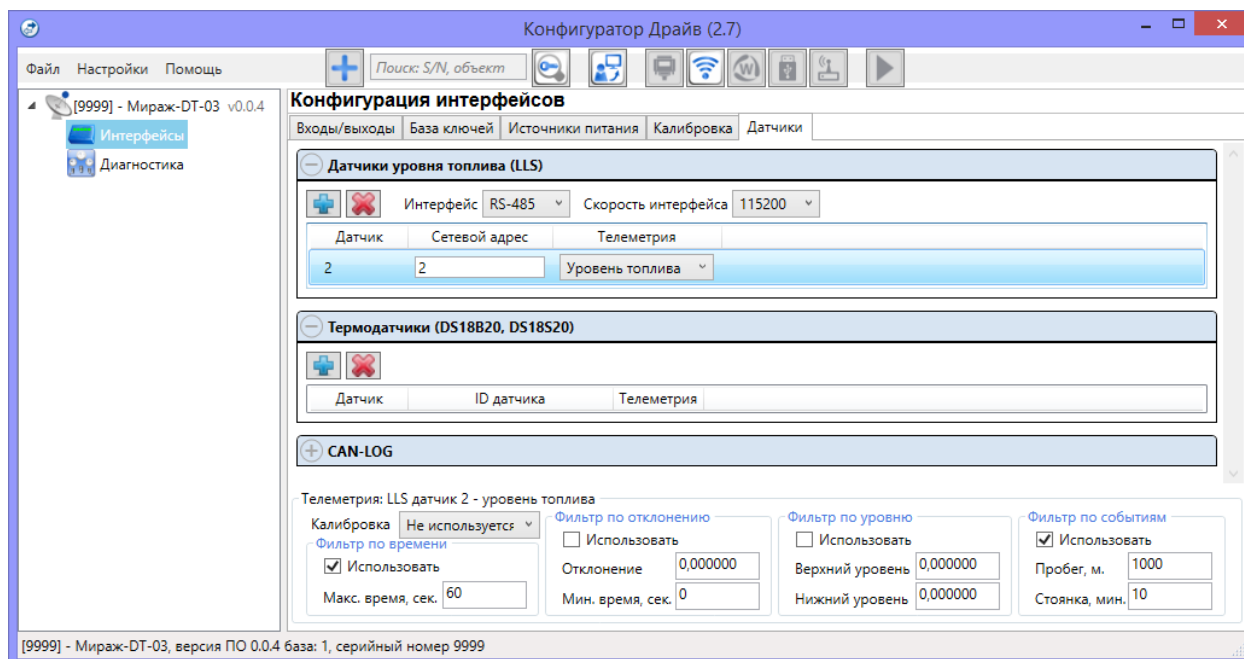 Конфигуратор Драйв (2.7)
Файл Настройки Помощь Поиск: S/N, объект
[9999] - Мираж-DT-03 v0.0.4
Интерфейсы
Диагностика
Конфигурация интерфейсов
Входы/выходы База ключей Источники питания Калибровка Датчики
Датчики уровня топлива (LLS)
Интерфейс RS-485 Скорость интерфейса 115200
Датчик Сетевой адрес Телеметрия
2 2 Уровень топлива
Термодатчики (DS18B20, DS18S20)
Датчик ID датчика Телеметрия
CAN-LOG
Телеметрия: LLS датчик 2 - уровень топлива
Калибровка Не используется
Фильтр по времени
Использовать
Макс. время, сек. 60
Фильтр по отклонению
Использовать
Отклонение 0,000000
Мин. время, сек. 0
Фильтр по уровню
Использовать
Верхний уровень 0,000000
Нижний уровень 0,000000
Фильтр по событиям
Использовать
Пробег, м. 1000
Стоянка, мин. 10
[9999] - Мираж-DT-03, версия ПО 0.0.4 база: 1, серийный номер 9999